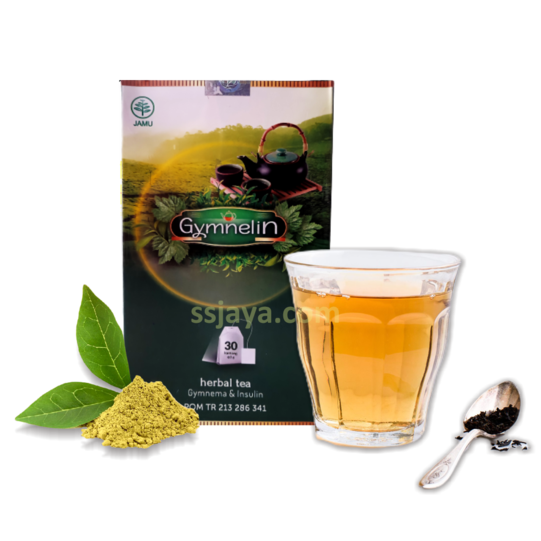 JAMU
Gymnelin
ssjaya.com
30
herbal tea
Gymnema & Insulin
POM TR 213 286 341